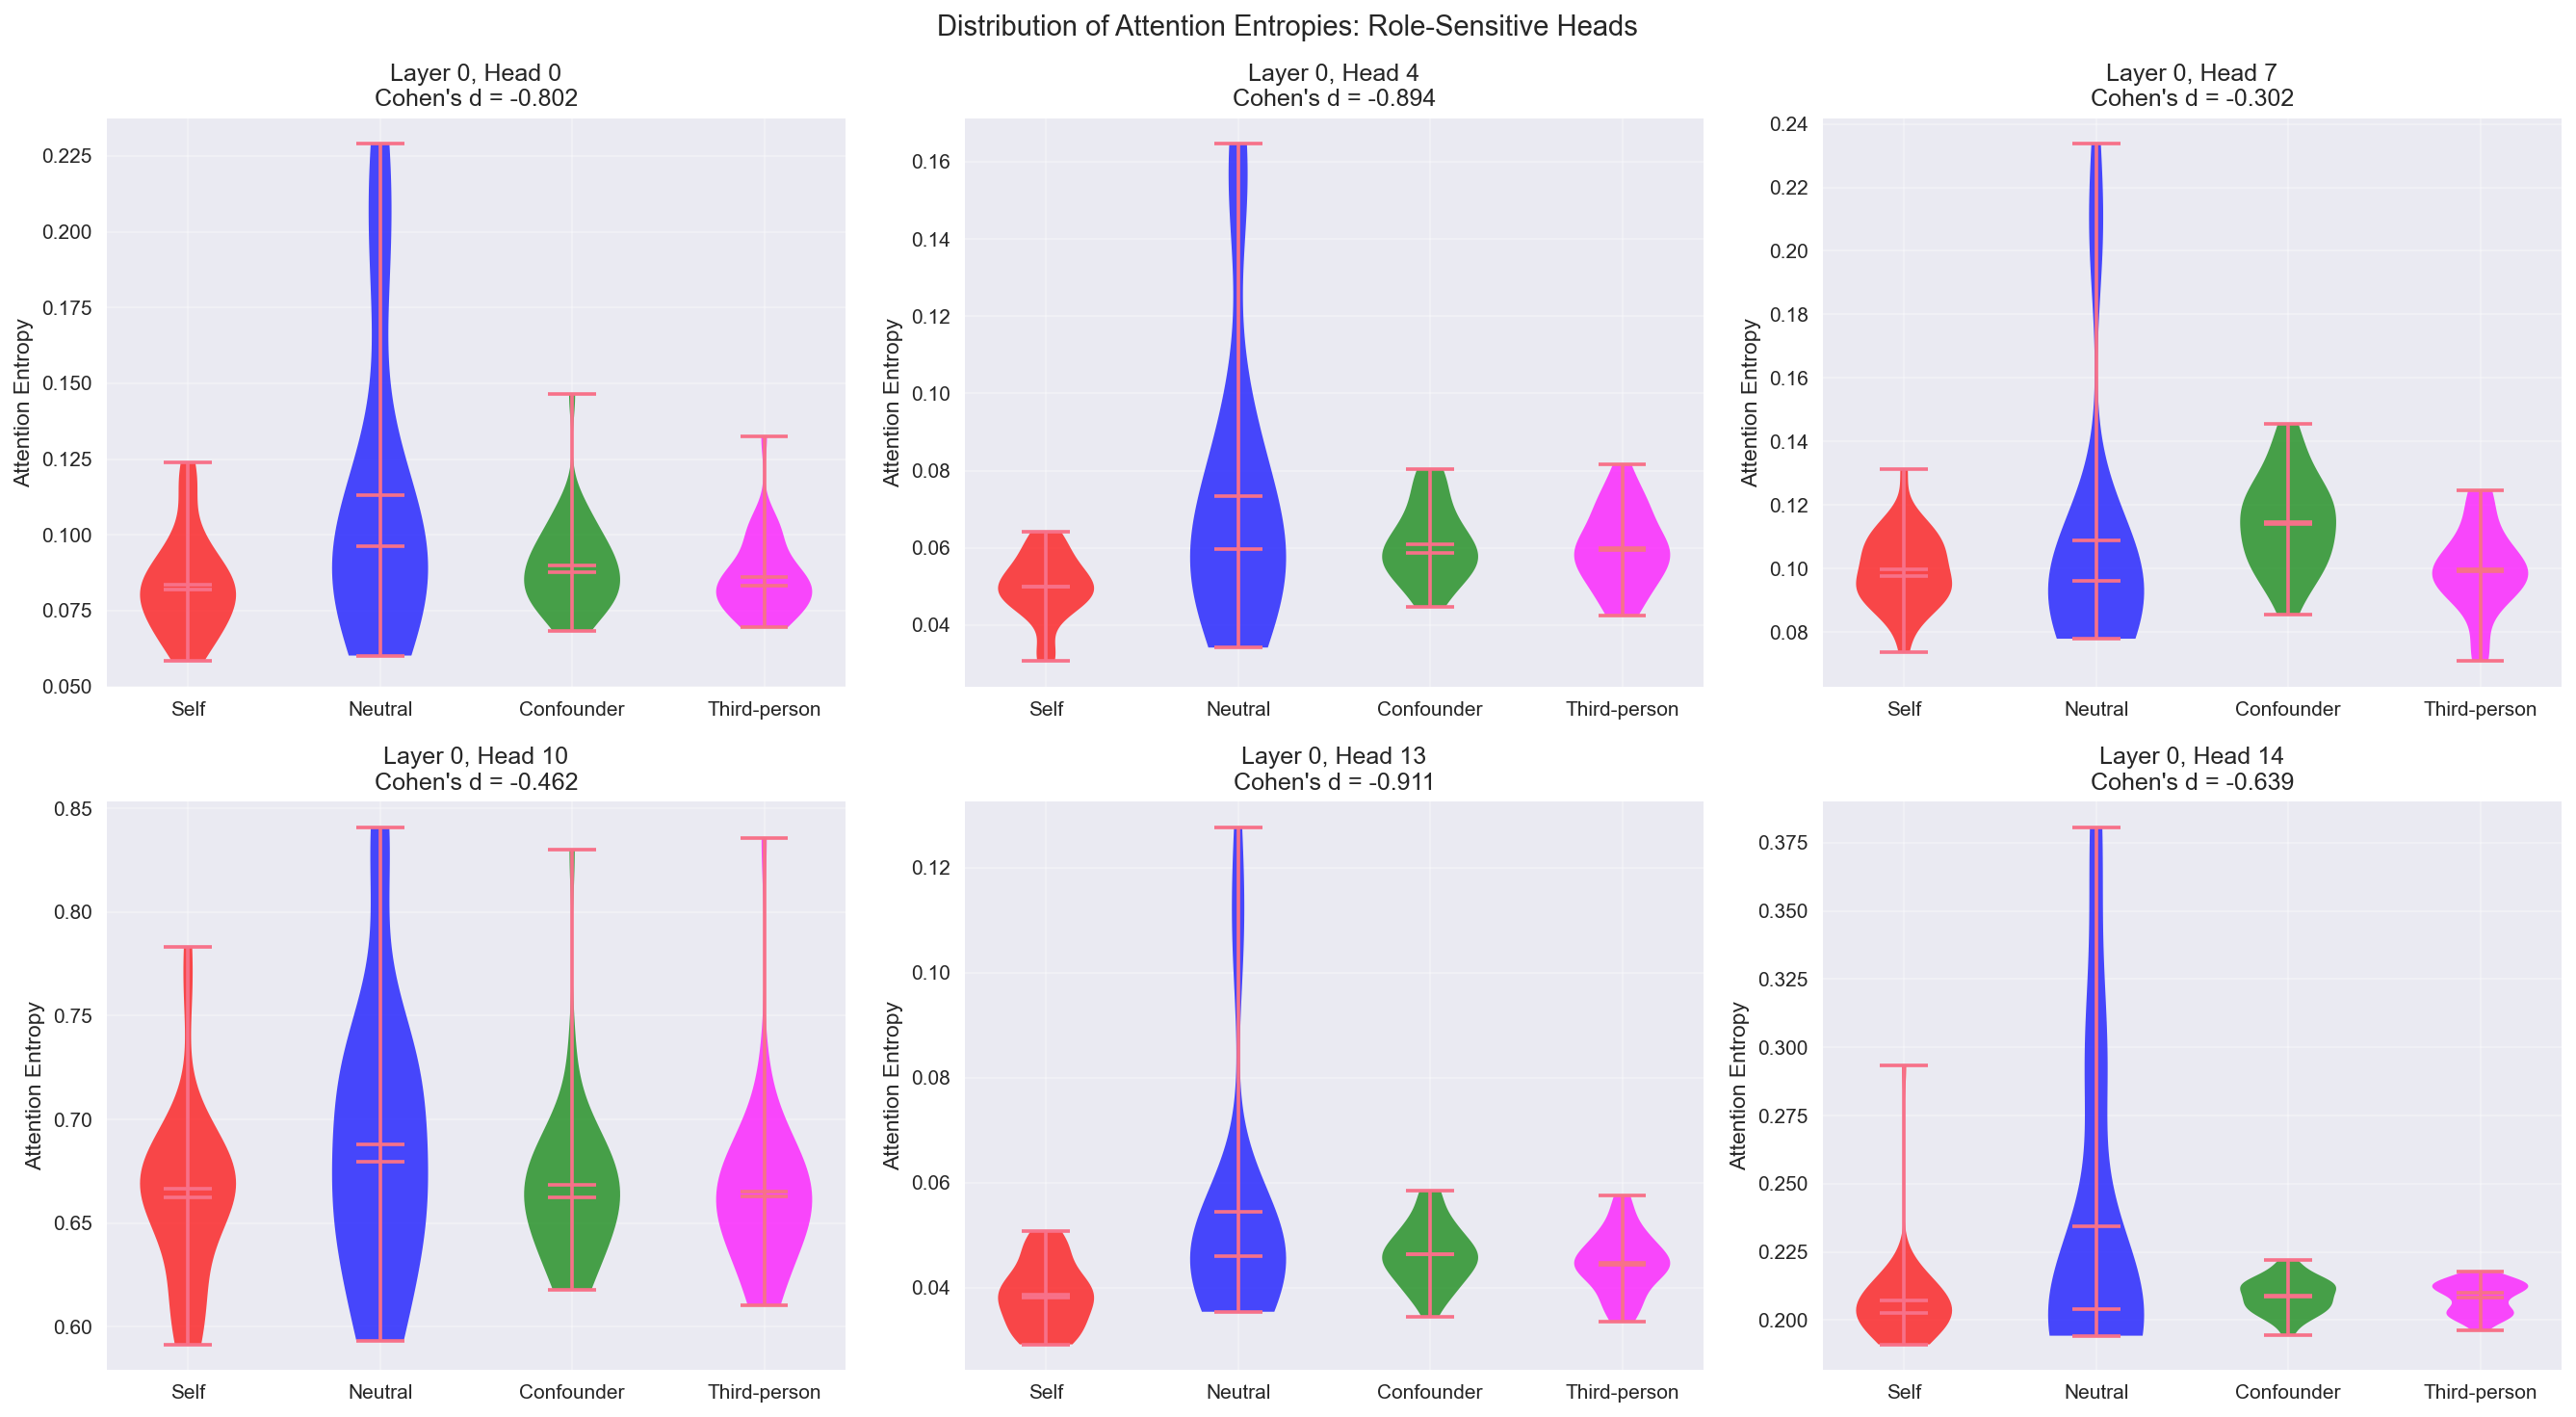 Distribution of Attention Entropies: Role-Sensitive Heads
Layer 0, Head 0
Cohen's d = -0.802
Attention Entropy
0.225
0.200
0.175
0.150
0.125
0.100
0.075
0.050
Self
Neutral
Confounder
Third-person
Layer 0, Head 4
Cohen's d = -0.894
Attention Entropy
0.16
0.14
0.12
0.10
0.08
0.06
0.04
Self
Neutral
Confounder
Third-person
Layer 0, Head 7
Cohen's d = -0.302
Attention Entropy
0.24
0.22
0.20
0.18
0.16
0.14
0.12
0.10
0.08
Self
Neutral
Confounder
Third-person
Layer 0, Head 10
Cohen's d = -0.462
Attention Entropy
0.85
0.80
0.75
0.70
0.65
0.60
Self
Neutral
Confounder
Third-person
Layer 0, Head 13
Cohen's d = -0.911
Attention Entropy
0.12
0.10
0.08
0.06
0.04
Self
Neutral
Confounder
Third-person
Layer 0, Head 14
Cohen's d = -0.639
Attention Entropy
0.375
0.350
0.325
0.300
0.275
0.250
0.225
0.200
Self
Neutral
Confounder
Third-person